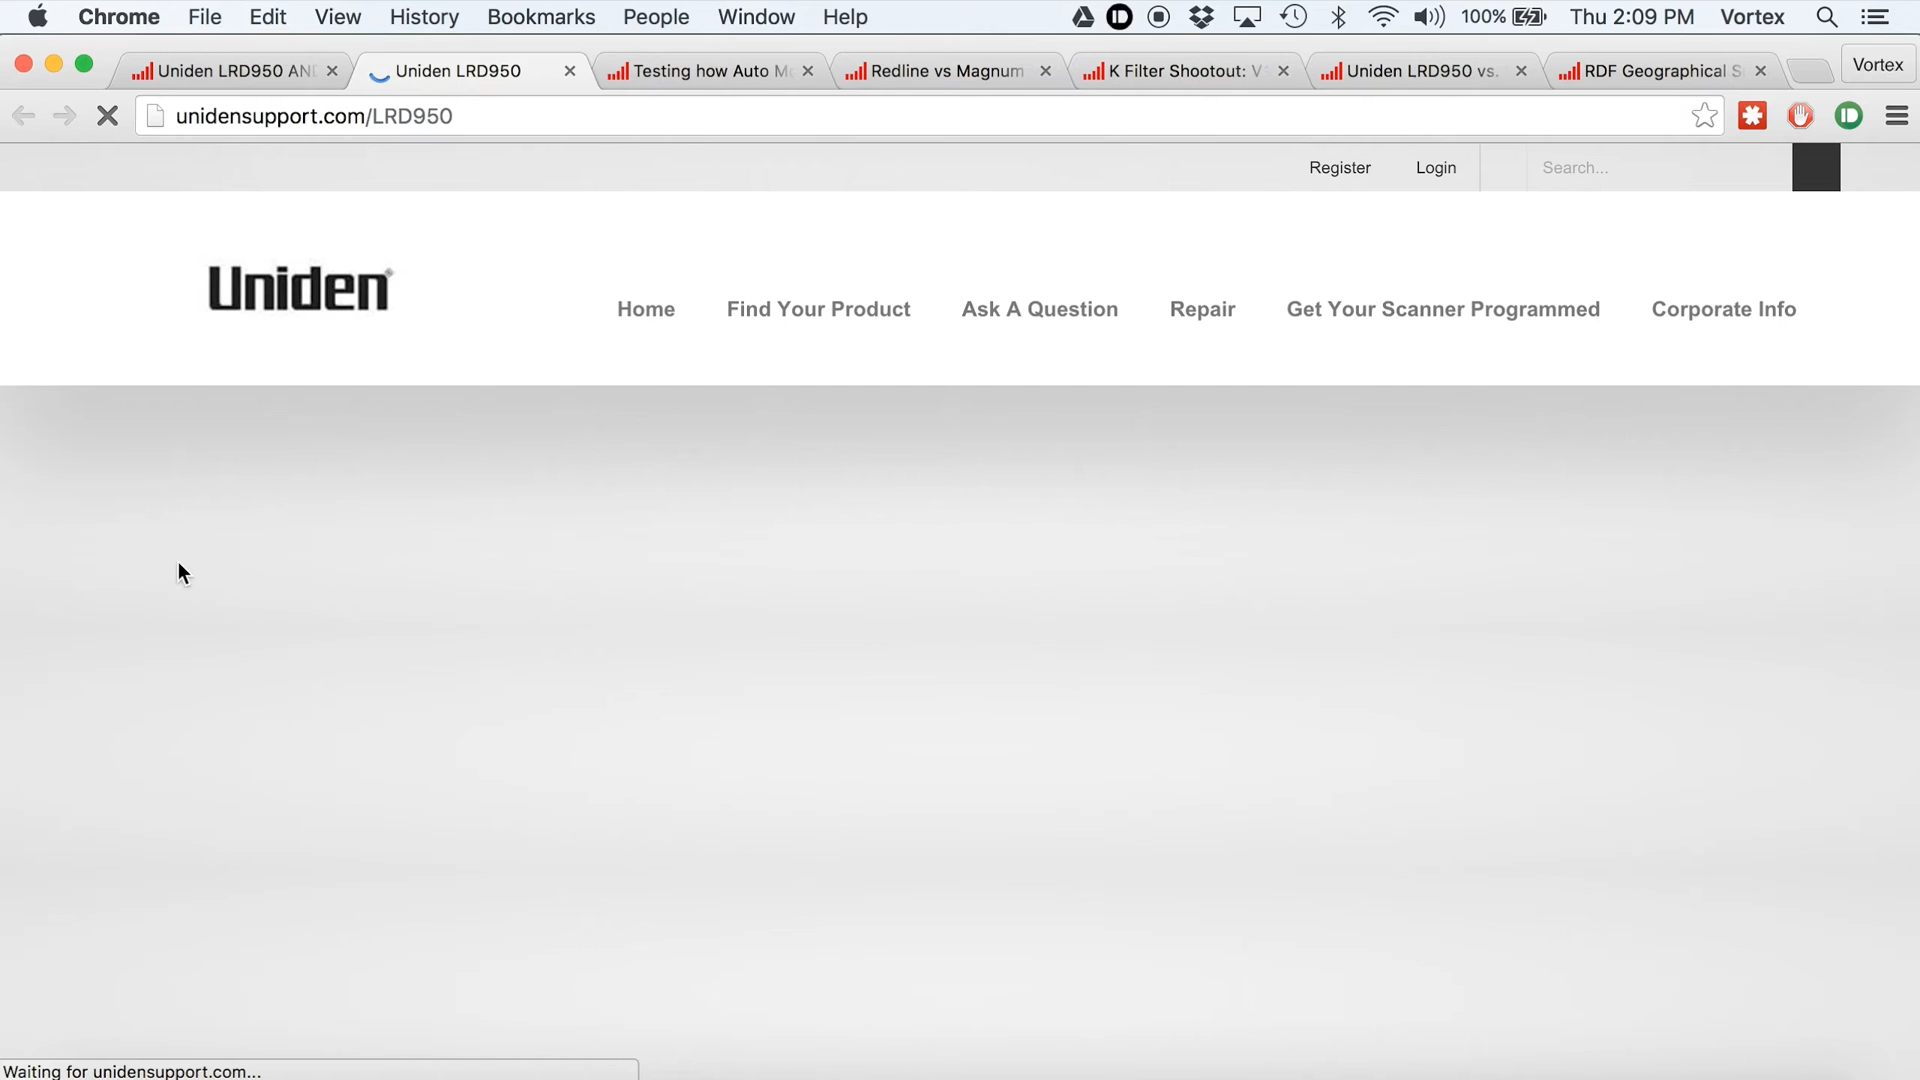 Chrome File Edit View History Bookmarks People Window Help 100% Thu 2:09 PM Vortex
Uniden LRD950 AN Uniden LRD950 Testing how Auto M Redline vs Magnum K Filter Shootout: V Uniden LRD950 vs. RDF Geographical S Vortex
unidensupport.com/LRD950
Register Login Search...
Uniden®
Home Find Your Product Ask A Question Repair Get Your Scanner Programmed Corporate Info
Waiting for unidensupport.com...